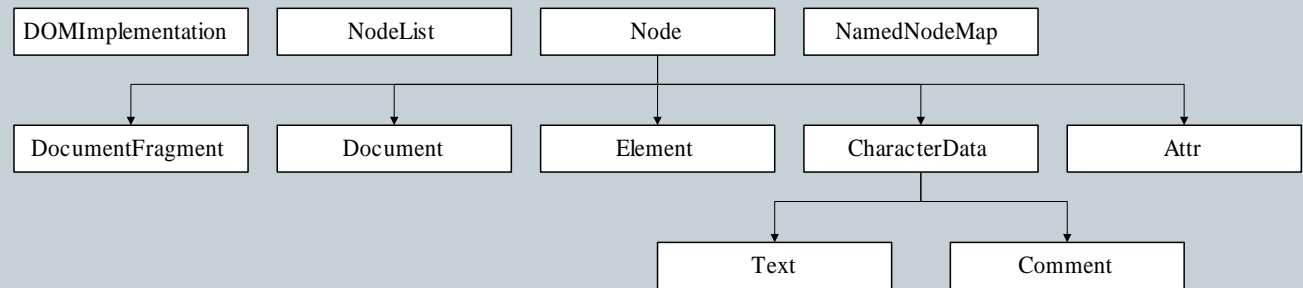 DOMImplementation
NodeList
Node
NamedNodeMap
DocumentFragment
Document
Element
CharacterData
Attr
Text
Comment